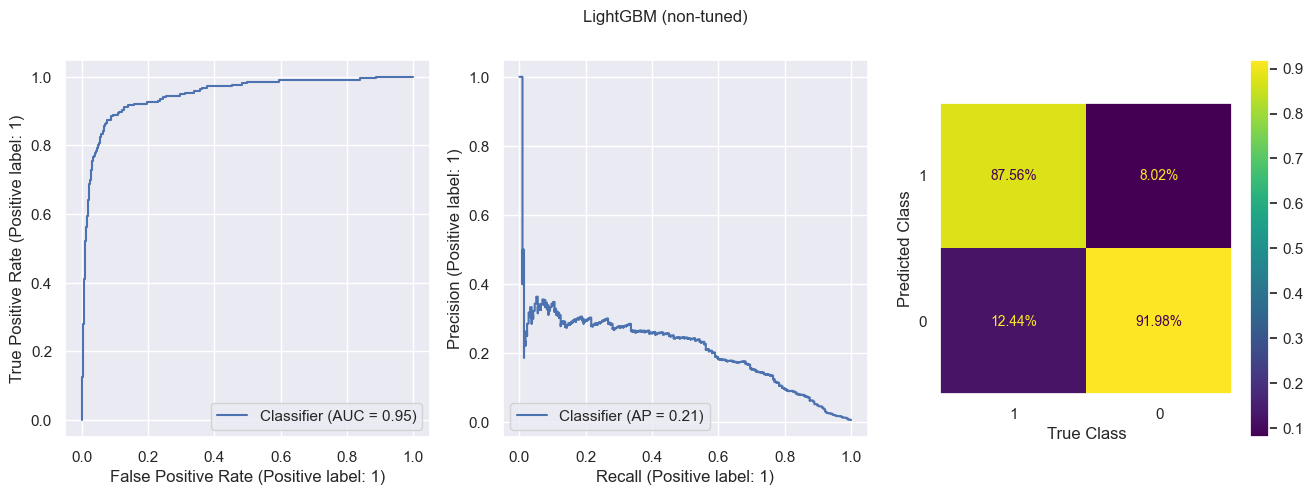 LightGBM (non-tuned)
True Positive Rate (Positive label: 1)
1.0
0.8
0.6
0.4
0.2
0.0
0.0 0.2 0.4 0.6 0.8 1.0
False Positive Rate (Positive label: 1)
Classifier (AUC = 0.95)
Precision (Positive label: 1)
1.0
0.8
0.6
0.4
0.2
0.0
0.0 0.2 0.4 0.6 0.8 1.0
Recall (Positive label: 1)
Classifier (AP = 0.21)
Predicted Class
1
0
87.56% 8.02%
12.44% 91.98%
1 0
True Class
0.9
0.8
0.7
0.6
0.5
0.4
0.3
0.2
0.1